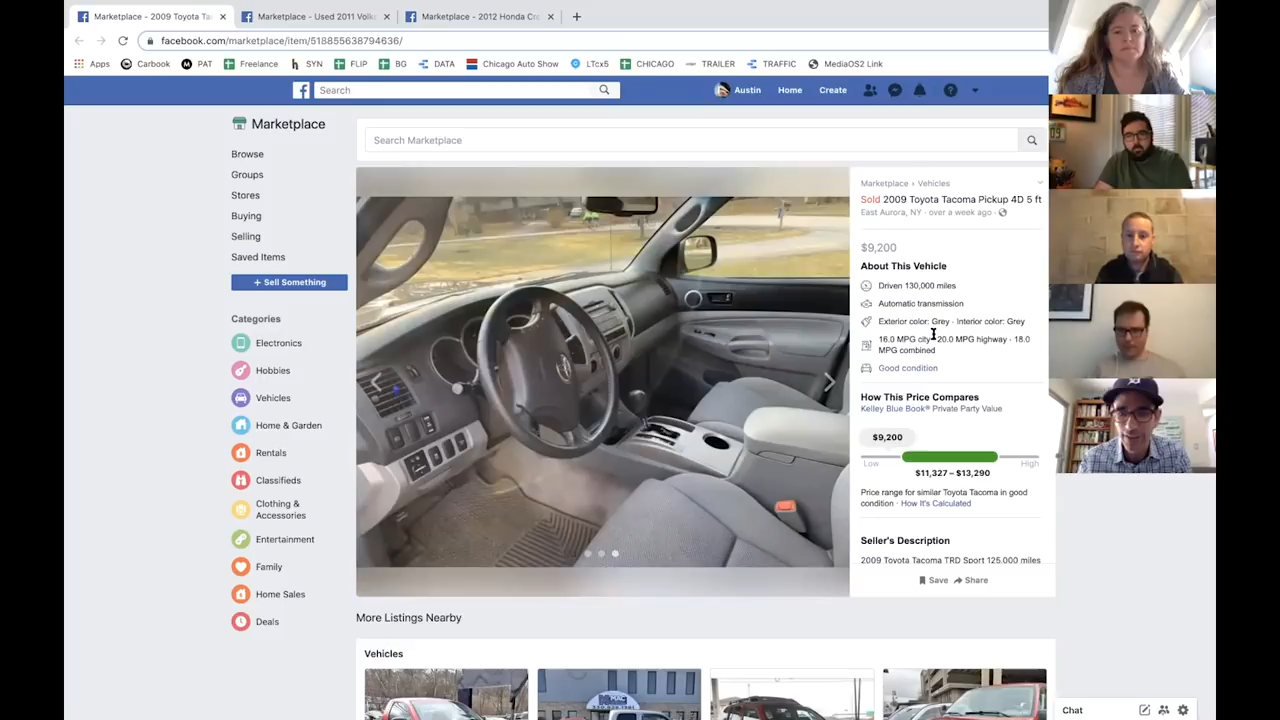 Marketplace - 2009 Toyota Ta
Marketplace - Used 2011 Volk
Marketplace - 2012 Honda Cro
facebook.com/marketplace/item/518855638794636/
Apps Carbook PAT Freelance SYN FLIP BG DATA Chicago Auto Show LTcx5 CHICAGO TRAILER TRAFFIC MediaOS2 Link
Search
Austin Home Create
Marketplace
Search Marketplace
Browse
Groups
Stores
Buying
Selling
Saved Items
+ Sell Something
Categories
Electronics
Hobbies
Vehicles
Home & Garden
Rentals
Classifieds
Clothing &
Accessories
Entertainment
Family
Home Sales
Deals
Marketplace › Vehicles
Sold 2009 Toyota Tacoma Pickup 4D 5 ft
East Aurora, NY · over a week ago ·
$9,200
About This Vehicle
Driven 130,000 miles
Automatic transmission
Exterior color: Grey · Interior color: Grey
16.0 MPG city · 20.0 MPG highway · 18.0
MPG combined
Good condition
How This Price Compares
Kelley Blue Book® Private Party Value
$9,200
Low
High
$11,327 – $13,290
Price range for similar Toyota Tacoma in good
condition · How It's Calculated
Seller's Description
2009 Toyota Tacoma TRD Sport 125,000 miles
Save Share
More Listings Nearby
Vehicles
MAC
Chat